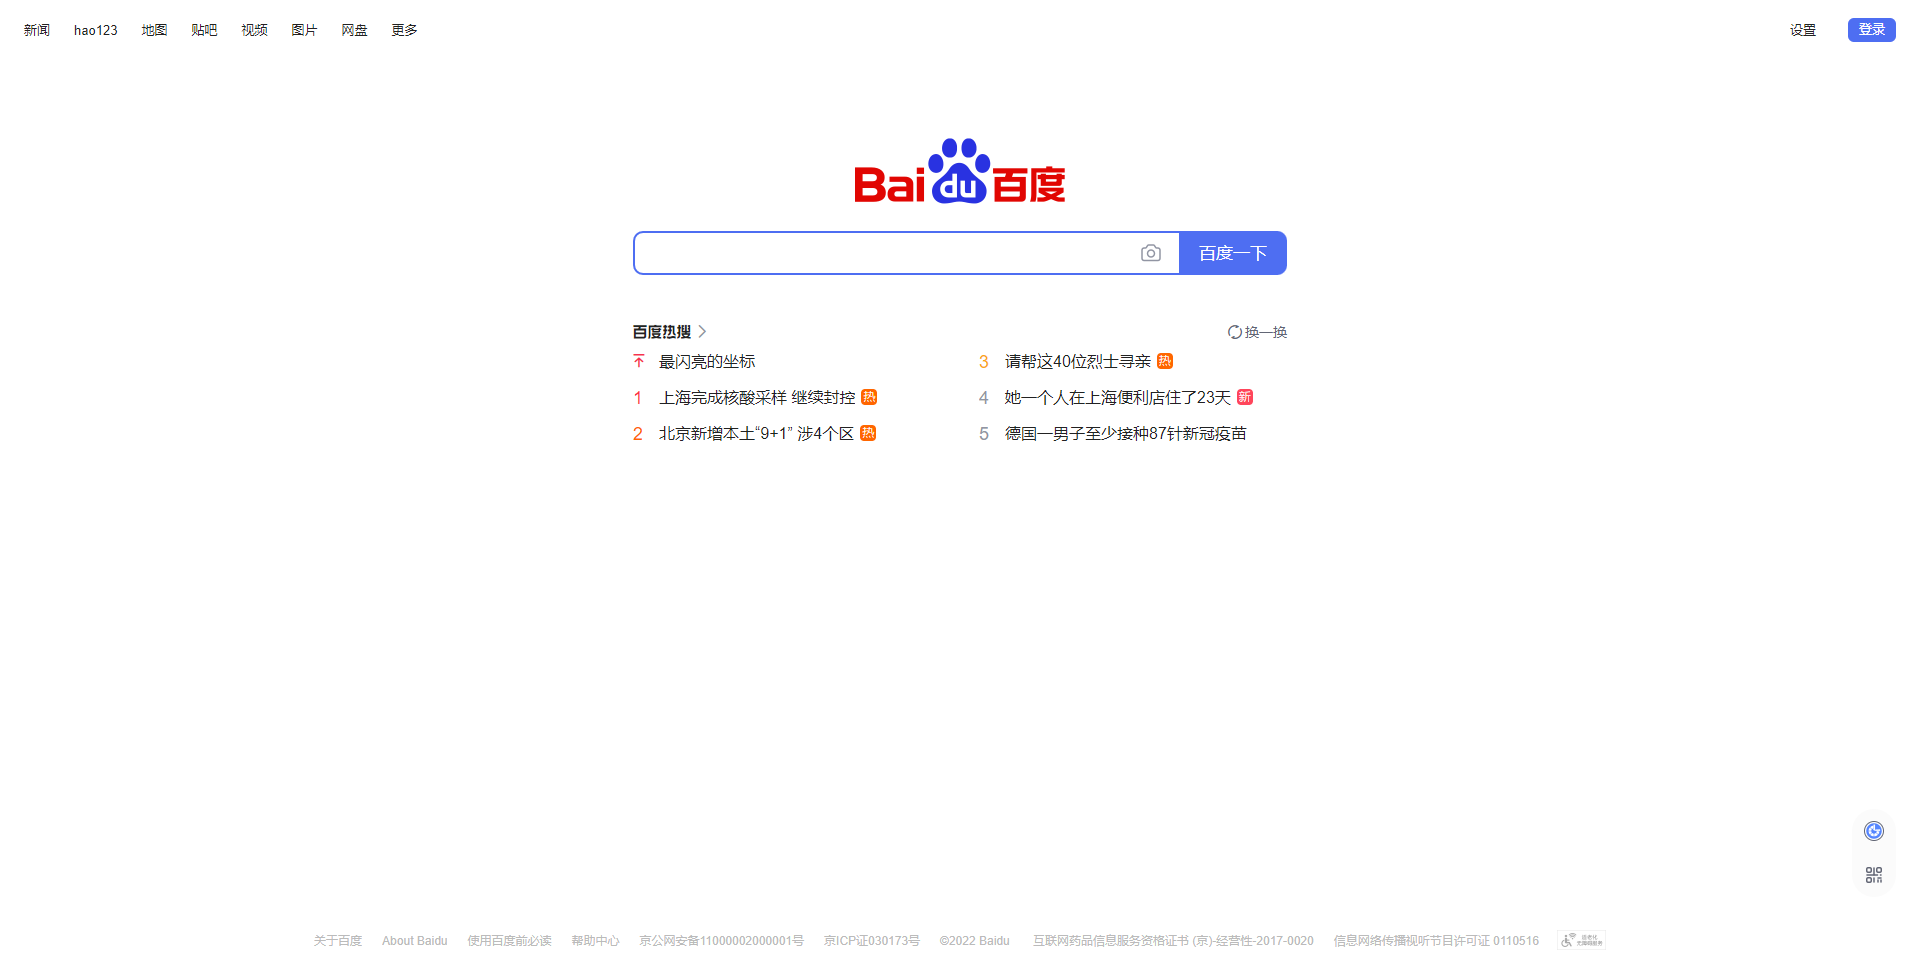 新闻 hao123 地图 贴吧 视频 图片 网盘 更多 设置 登录
Bai du 百度
百度一下
百度热搜 换一换
最闪亮的坐标
1 上海完成核酸采样 继续封控 热
2 北京新增本土“9+1” 涉4个区 热
3 请帮这40位烈士寻亲 热
4 她一个人在上海便利店住了23天 新
5 德国一男子至少接种87针新冠疫苗
关于百度 About Baidu 使用百度前必读 帮助中心 京公网安备11000002000001号 京ICP证030173号 ©2022 Baidu 互联网药品信息服务资格证书 (京)-经营性-2017-0020 信息网络传播视听节目许可证 0110516